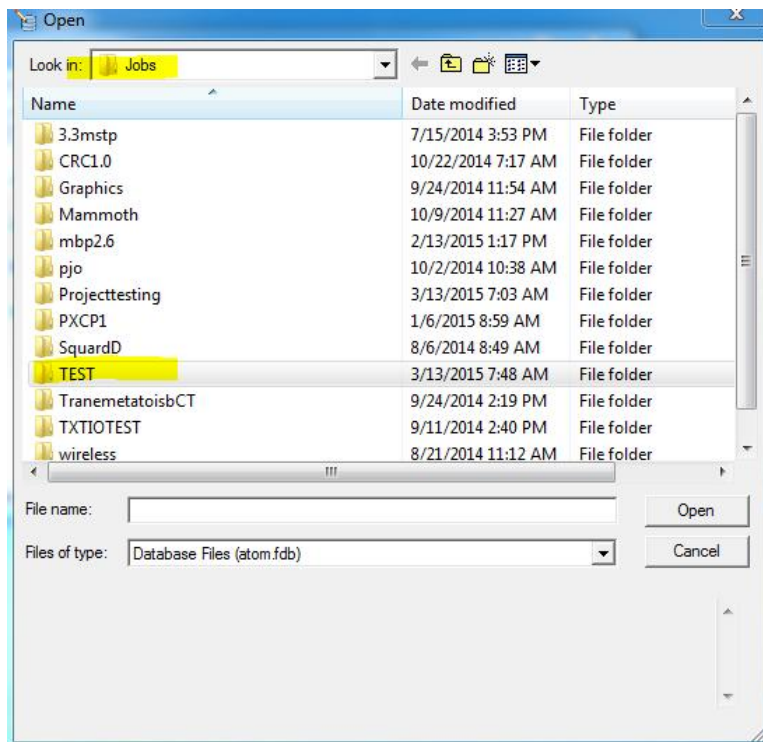 Open
Look in: Jobs
Name Date modified Type
3.3mstp 7/15/2014 3:53 PM File folder
CRC1.0 10/22/2014 7:17 AM File folder
Graphics 9/24/2014 11:54 AM File folder
Mammoth 10/9/2014 11:27 AM File folder
mbp2.6 2/13/2015 1:17 PM File folder
pjo 10/2/2014 10:38 AM File folder
Projecttesting 3/13/2015 7:03 AM File folder
PXCP1 1/6/2015 8:59 AM File folder
SquardD 8/6/2014 8:49 AM File folder
TEST 3/13/2015 7:48 AM File folder
TranemetatoisbCT 9/24/2014 2:19 PM File folder
TXTIOTEST 9/11/2014 2:40 PM File folder
wireless 8/21/2014 11:12 AM File folder
File name: Open
Files of type: Database Files (atom.fdb) Cancel